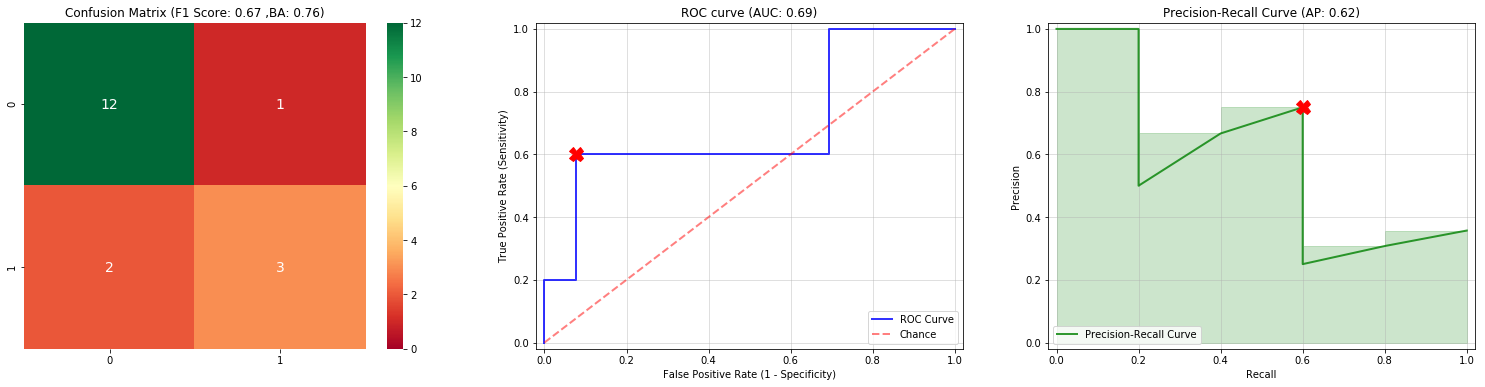 Confusion Matrix (F1 Score: 0.67 ,BA: 0.76)
0
1
12
1
2
3
0
1
12
10
8
6
4
2
0
ROC curve (AUC: 0.69)
True Positive Rate (Sensitivity)
1.0
0.8
0.6
0.4
0.2
0.0
ROC Curve
Chance
0.0 0.2 0.4 0.6 0.8 1.0
False Positive Rate (1 - Specificity)
Precision-Recall Curve (AP: 0.62)
Precision
1.0
0.8
0.6
0.4
0.2
0.0
Precision-Recall Curve
0.0 0.2 0.4 0.6 0.8 1.0
Recall